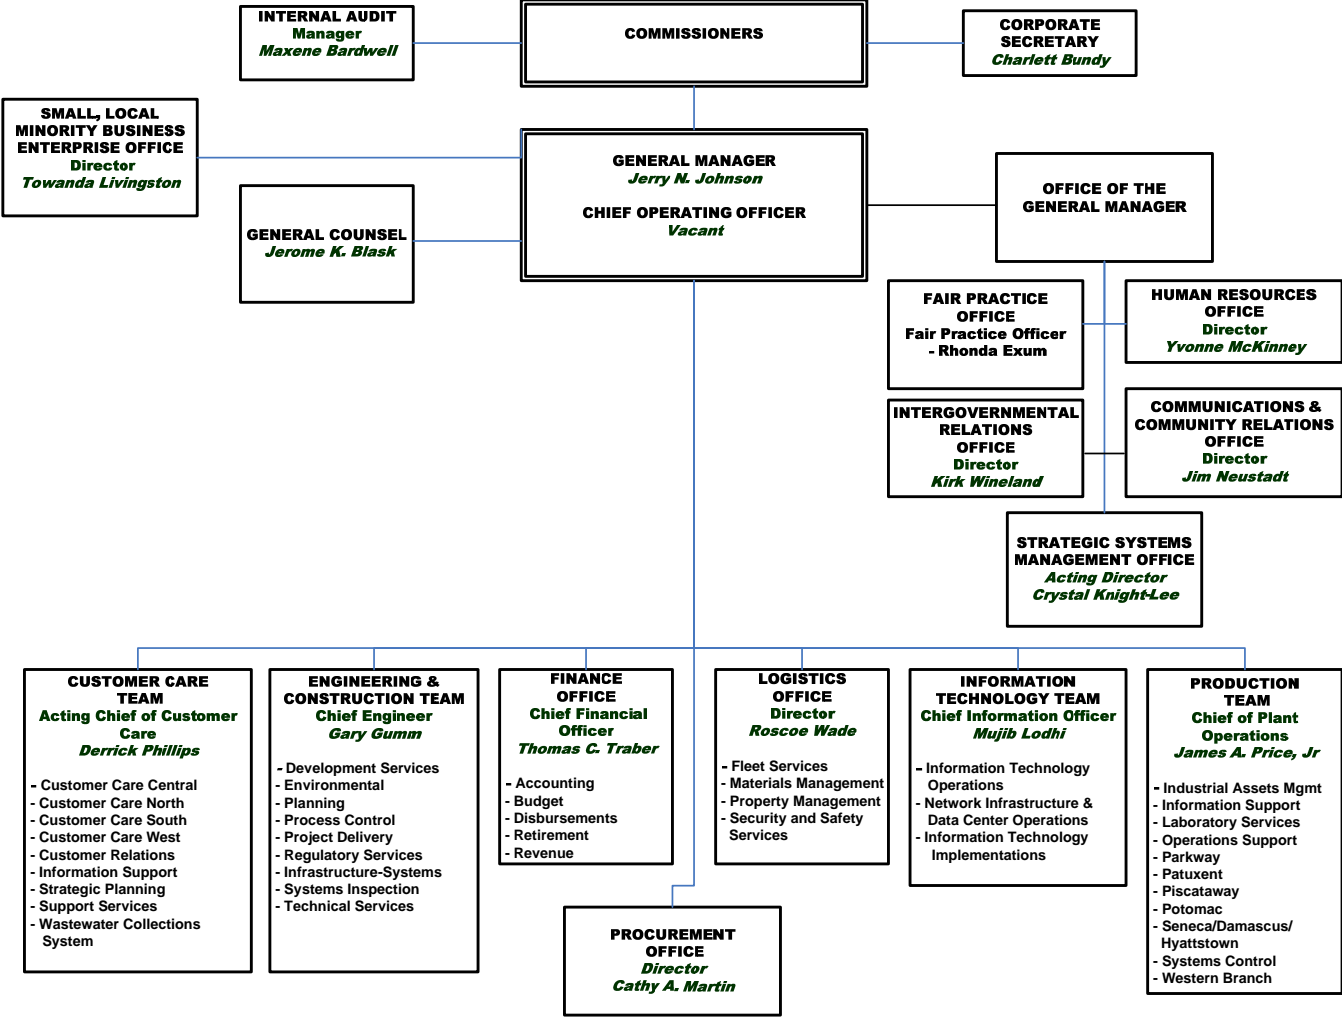 INTERNAL AUDIT
Manager
Maxene Bardwell
COMMISSIONERS
CORPORATE
SECRETARY
Charlett Bundy
SMALL, LOCAL
MINORITY BUSINESS
ENTERPRISE OFFICE
Director
Towanda Livingston
GENERAL MANAGER
Jerry N. Johnson
CHIEF OPERATING OFFICER
Vacant
OFFICE OF THE
GENERAL MANAGER
GENERAL COUNSEL
Jerome K. Blask
FAIR PRACTICE
OFFICE
Fair Practice Officer
- Rhonda Exum
HUMAN RESOURCES
OFFICE
Director
Yvonne McKinney
INTERGOVERNMENTAL
RELATIONS
OFFICE
Director
Kirk Wineland
COMMUNICATIONS &
COMMUNITY RELATIONS
OFFICE
Director
Jim Neustadt
STRATEGIC SYSTEMS
MANAGEMENT OFFICE
Acting Director
Crystal Knight-Lee
CUSTOMER CARE
TEAM
Acting Chief of Customer
Care
Derrick Phillips
- Customer Care Central
- Customer Care North
- Customer Care South
- Customer Care West
- Customer Relations
- Information Support
- Strategic Planning
- Support Services
- Wastewater Collections
System
ENGINEERING &
CONSTRUCTION TEAM
Chief Engineer
Gary Gumm
- Development Services
- Environmental
- Planning
- Process Control
- Project Delivery
- Regulatory Services
- Infrastructure-Systems
- Systems Inspection
- Technical Services
FINANCE
OFFICE
Chief Financial
Officer
Thomas C. Traber
- Accounting
- Budget
- Disbursements
- Retirement
- Revenue
LOGISTICS
OFFICE
Director
Roscoe Wade
- Fleet Services
- Materials Management
- Property Management
- Security and Safety
Services
INFORMATION
TECHNOLOGY TEAM
Chief Information Officer
Mujib Lodhi
- Information Technology
Operations
- Network Infrastructure &
Data Center Operations
- Information Technology
Implementations
PRODUCTION
TEAM
Chief of Plant
Operations
James A. Price, Jr
- Industrial Assets Mgmt
- Information Support
- Laboratory Services
- Operations Support
- Parkway
- Patuxent
- Piscataway
- Potomac
- Seneca/Damascus/
Hyattstown
- Systems Control
- Western Branch
PROCUREMENT
OFFICE
Director
Cathy A. Martin